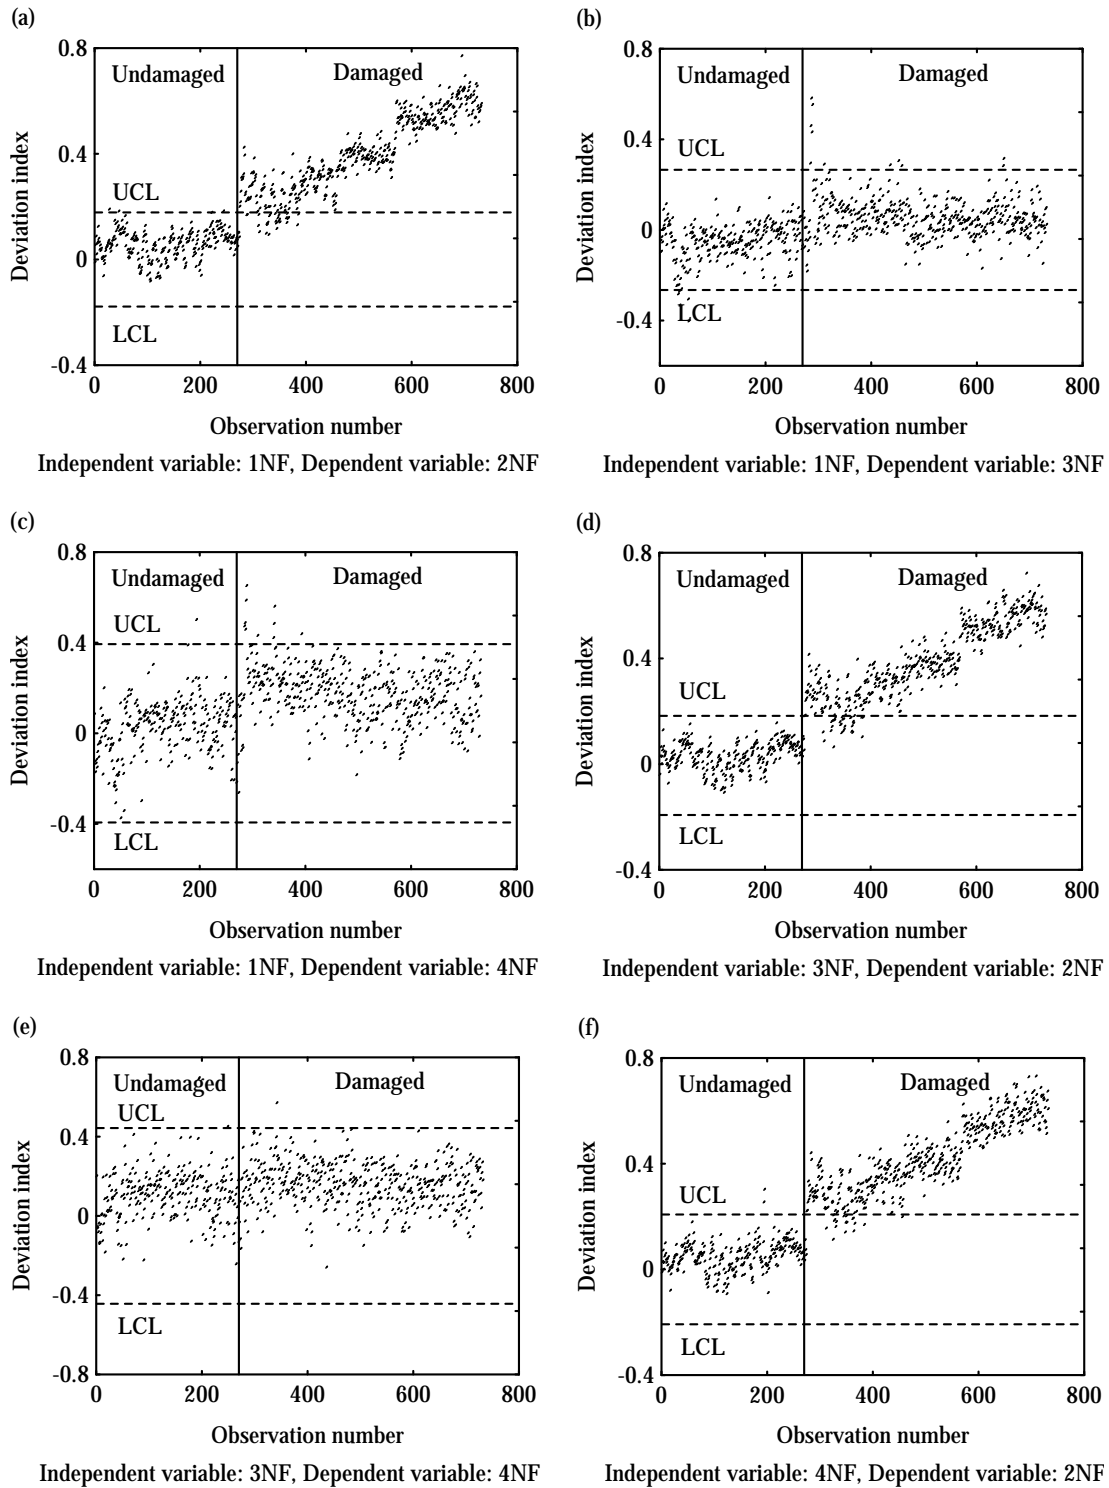 (a)
0.8
Undamaged
Damaged
0.4
UCL
0
LCL
-0.4
0 200 400 600 800
Deviation index
Observation number
Independent variable: 1NF, Dependent variable: 2NF
(b)
0.8
Undamaged
Damaged
0.4
UCL
0
LCL
-0.4
0 200 400 600 800
Deviation index
Observation number
Independent variable: 1NF, Dependent variable: 3NF
(c)
0.8
Undamaged
Damaged
UCL
0.4
0
-0.4
LCL
0 200 400 600 800
Deviation index
Observation number
Independent variable: 1NF, Dependent variable: 4NF
(d)
0.8
Undamaged
Damaged
0.4
UCL
0
LCL
-0.4
0 200 400 600 800
Deviation index
Observation number
Independent variable: 3NF, Dependent variable: 2NF
(e)
0.8
Undamaged
Damaged
UCL
0.4
0
-0.4
LCL
-0.8
0 200 400 600 800
Deviation index
Observation number
Independent variable: 3NF, Dependent variable: 4NF
(f)
0.8
Undamaged
Damaged
0.4
UCL
0
LCL
-0.4
0 200 400 600 800
Deviation index
Observation number
Independent variable: 4NF, Dependent variable: 2NF